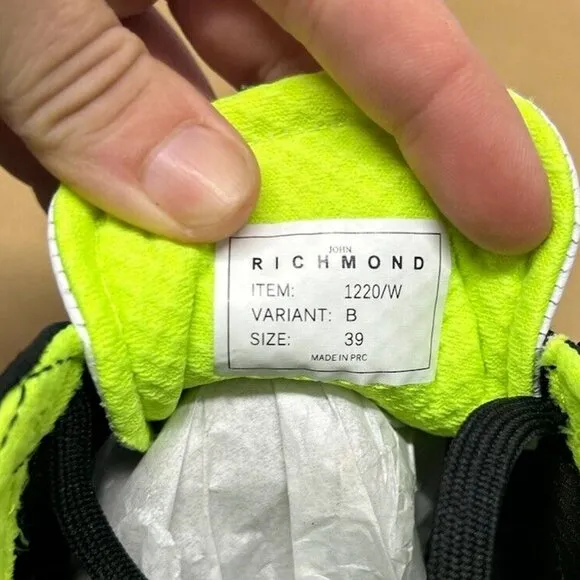 JOHN
RICHMOND
ITEM: 1220/W
VARIANT: B
SIZE: 39
MADE IN PRC